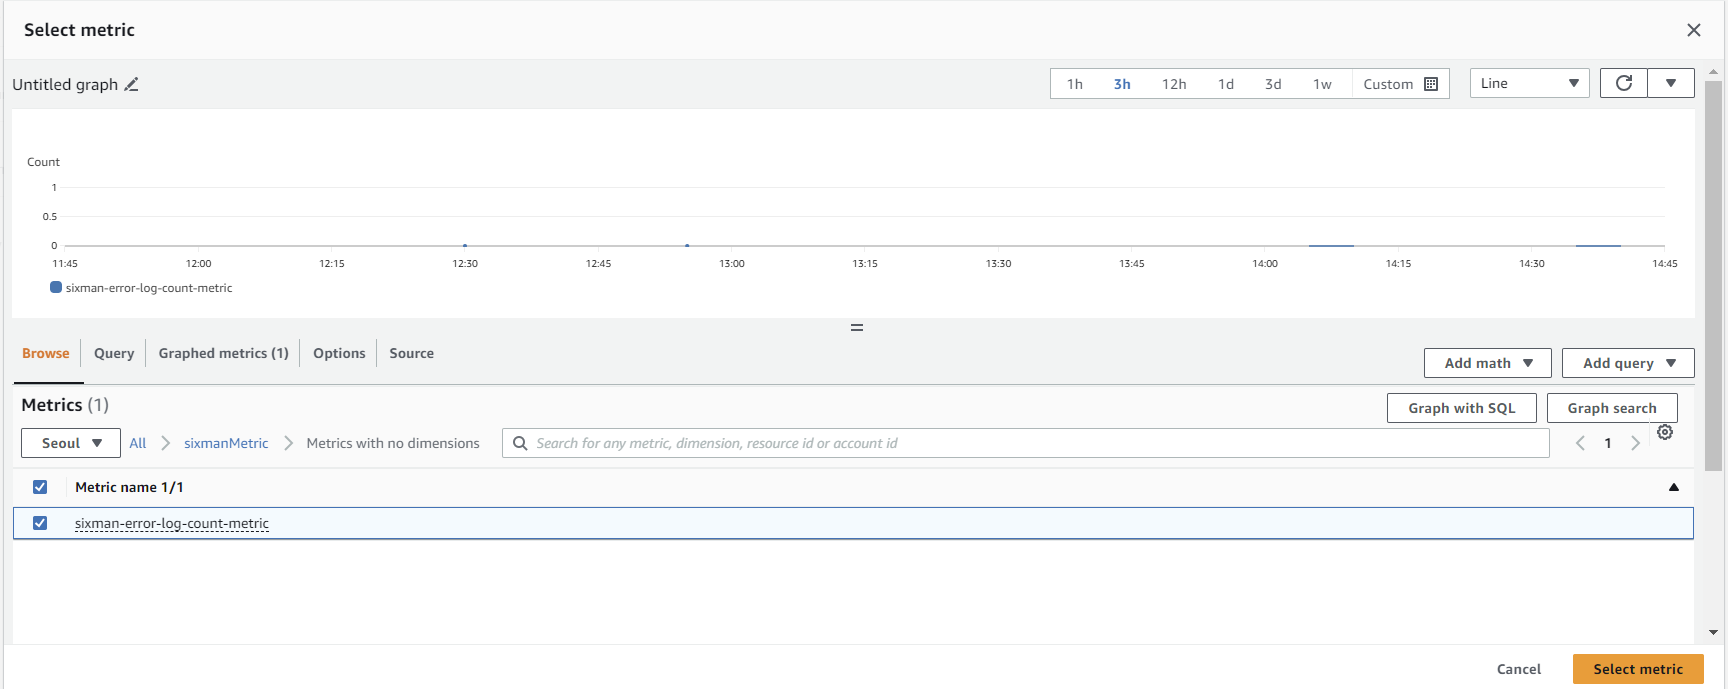 Select metric
Untitled graph
1h 3h 12h 1d 3d 1w Custom Line
Count
1
0.5
0
11:45 12:00 12:15 12:30 12:45 13:00 13:15 13:30 13:45 14:00 14:15 14:30 14:45
sixman-error-log-count-metric
Browse Query Graphed metrics (1) Options Source
Add math Add query
Metrics (1)
Graph with SQL Graph search
Seoul All sixmanMetric Metrics with no dimensions Search for any metric, dimension, resource id or account id 1
Metric name 1/1
sixman-error-log-count-metric
Cancel Select metric